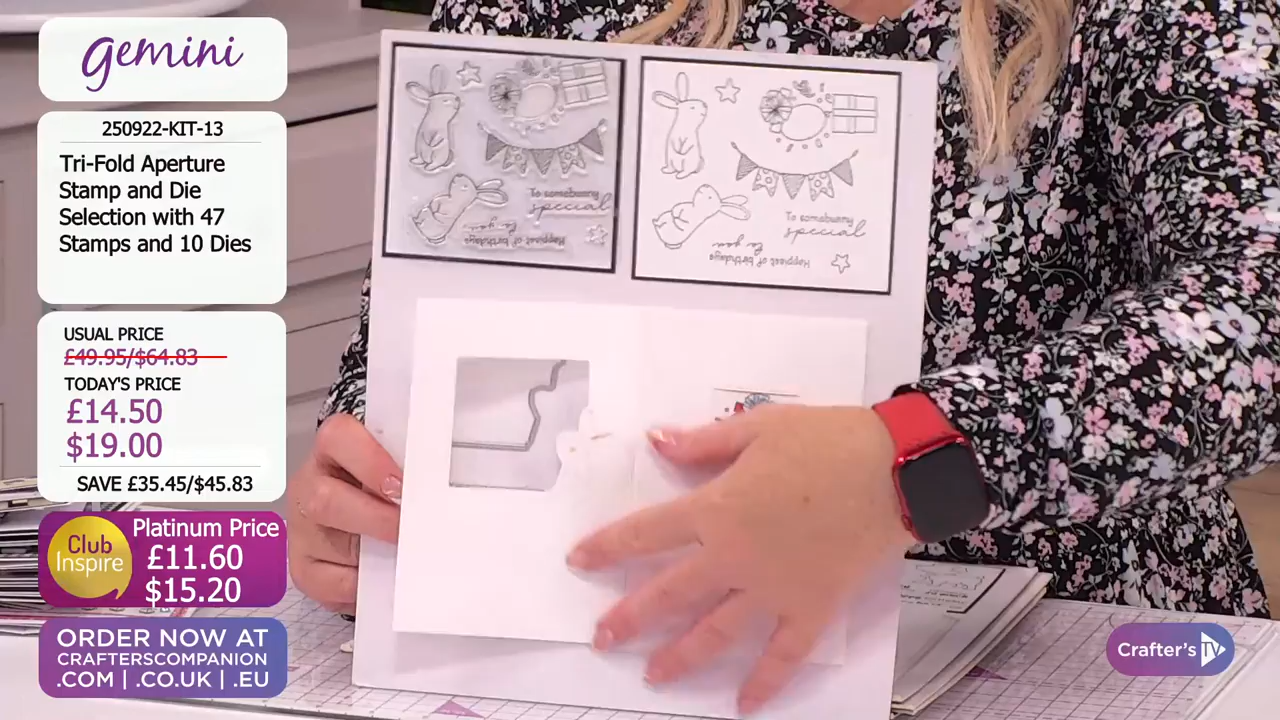 gemini
250922-KIT-13
Tri-Fold Aperture
Stamp and Die
Selection with 47
Stamps and 10 Dies
USUAL PRICE
£49.95/$64.83
TODAY'S PRICE
£14.50
$19.00
SAVE £35.45/$45.83
Club
Inspire
Platinum Price
£11.60
$15.20
ORDER NOW AT
CRAFTERSCOMPANION
.COM | .CO.UK | .EU
To somebunny
special
Happiest of birthdays
to you
To somebunny
special
Happiest of birthdays
to you
Crafter's TV